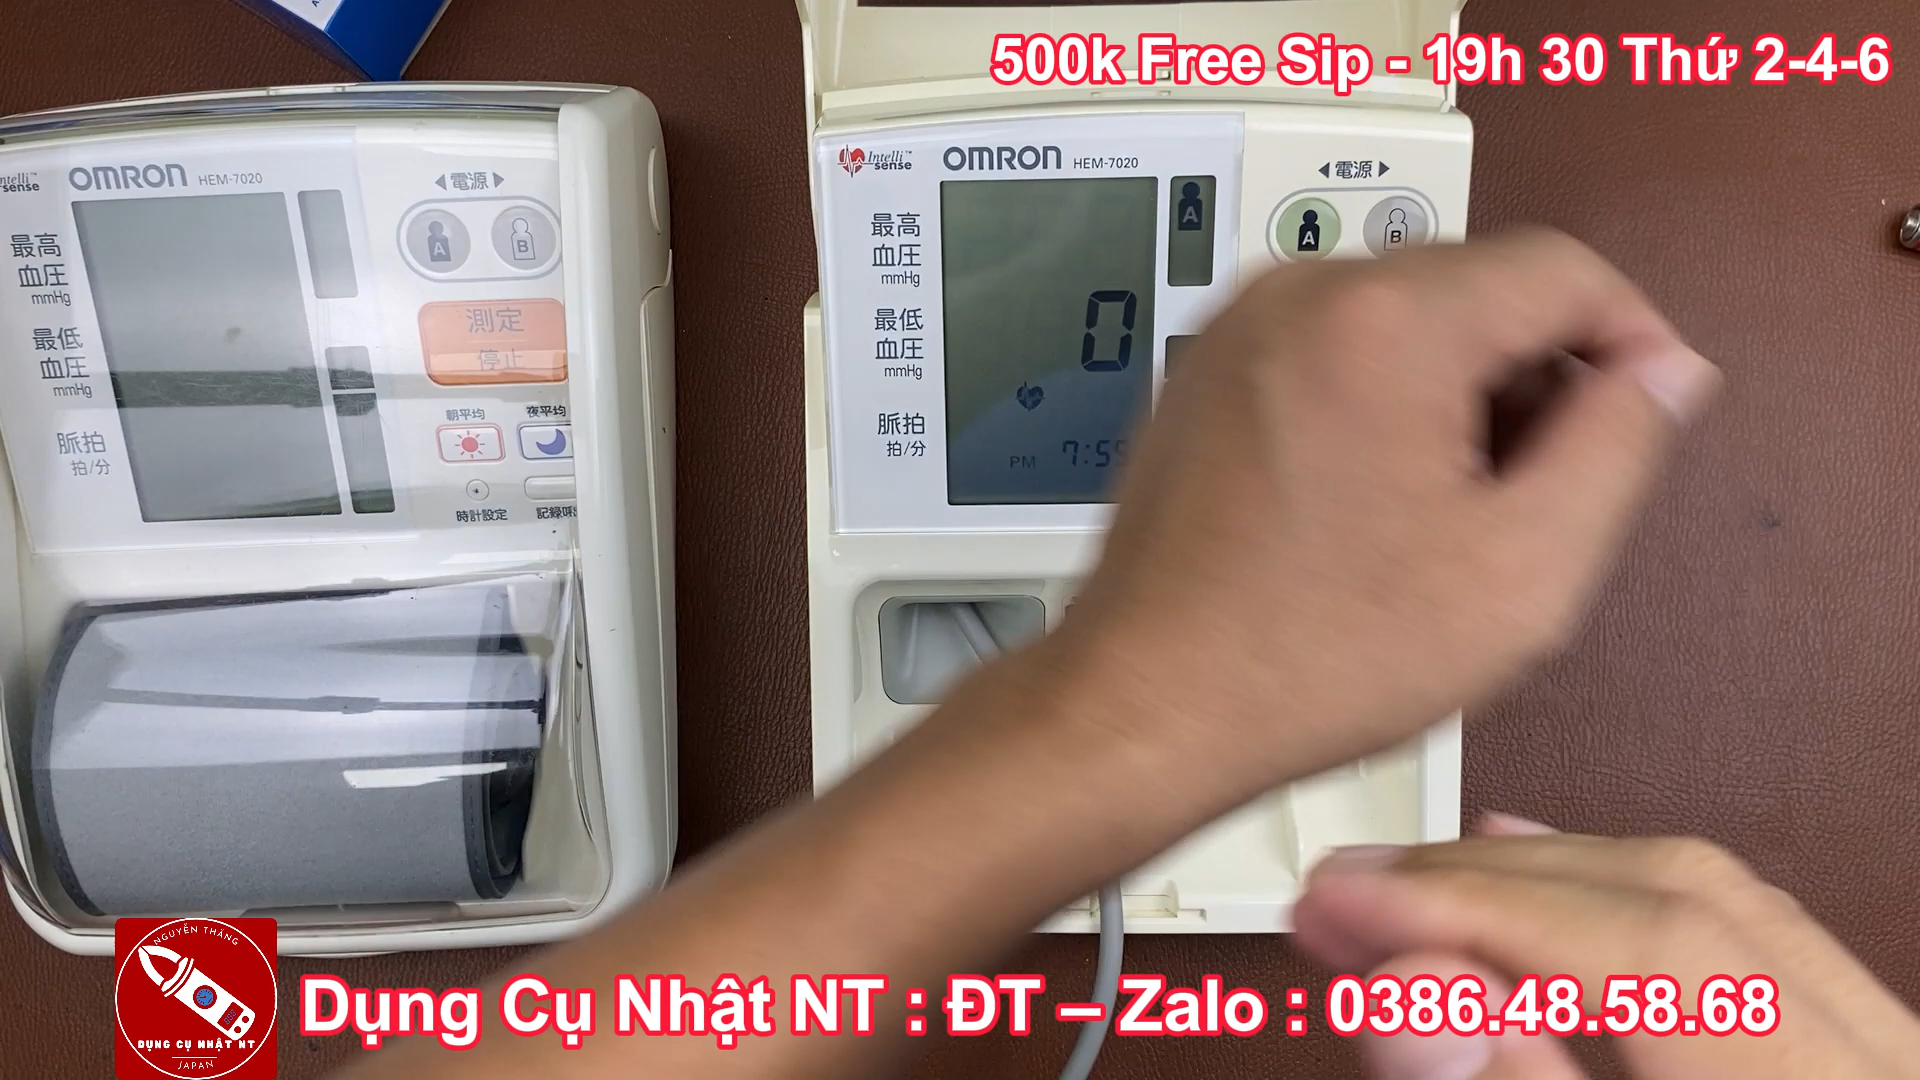 500k Free Sip - 19h 30 Thứ 2-4-6
sense
OMRON HEM-7020
電源
A
B
最高
血圧
mmHg
最低
血圧
mmHg
脈拍
拍/分
測定
停止
朝平均
夜平均
時計設定
Intelli™
sense
OMRON HEM-7020
電源
A
A
B
最高
血圧
mmHg
最低
血圧
mmHg
脈拍
拍/分
0
PM
NGUYỄN THĂNG
DỤNG CỤ NHẬT NT
JAPAN
Dụng Cụ Nhật NT : ĐT – Zalo : 0386.48.58.68